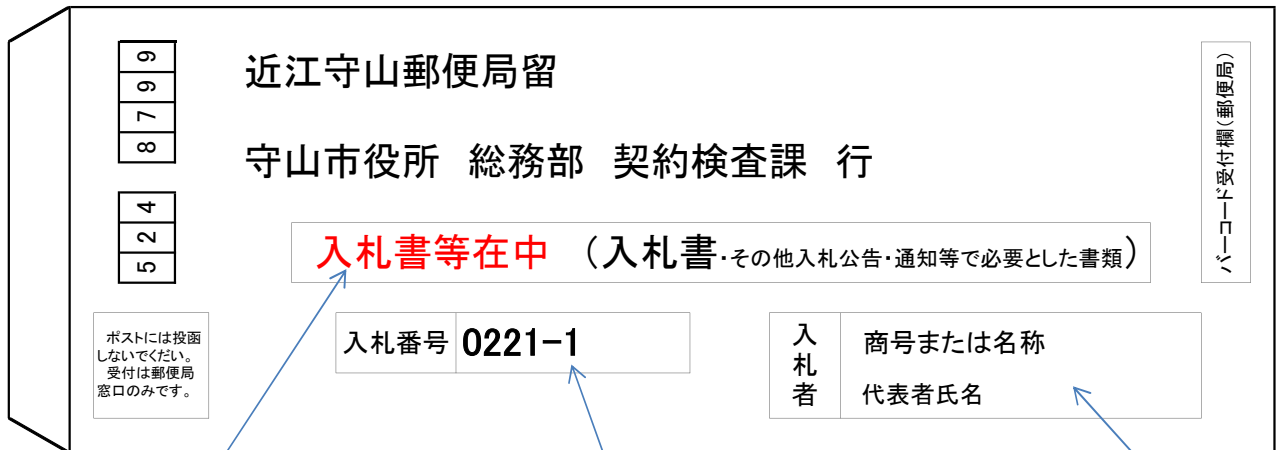 近江守山郵便局留
守山市役所 総務部 契約検査課 行
入札書等在中 (入札書・その他入札公告・通知等で必要とした書類)
524
8799
バーコード受付欄(郵便局)
ポストには投函
しないでください。
受付は郵便局
窓口のみです。
入札番号 0221-1
入札者
商号または名称
代表者氏名